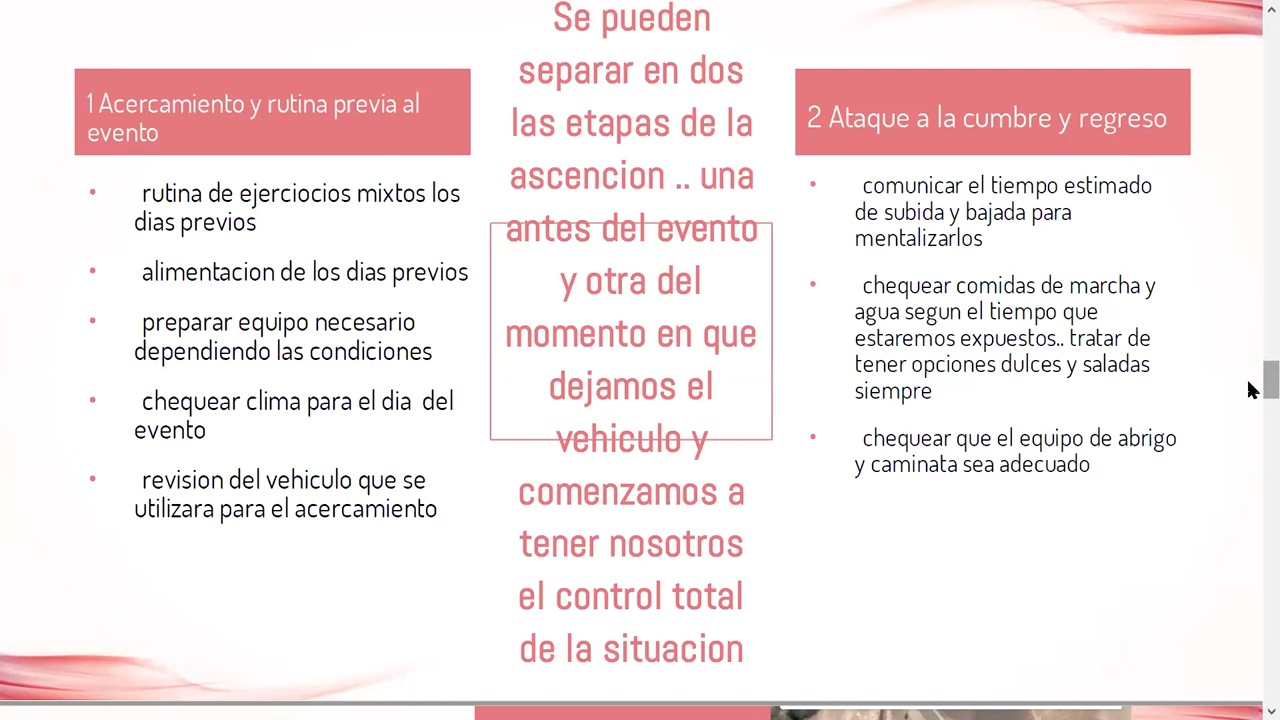 1 Acercamiento y rutina previa al
evento
rutina de ejerciocios mixtos los
dias previos
alimentacion de los dias previos
preparar equipo necesario
dependiendo las condiciones
chequear clima para el dia del
evento
revision del vehiculo que se
utilizara para el acercamiento
Se pueden
separar en dos
las etapas de la
ascencion .. una
antes del evento
y otra del
momento en que
dejamos el
vehiculo y
comenzamos a
tener nosotros
el control total
de la situacion
2 Ataque a la cumbre y regreso
comunicar el tiempo estimado
de subida y bajada para
mentalizarlos
chequear comidas de marcha y
agua segun el tiempo que
estaremos expuestos.. tratar de
tener opciones dulces y saladas
siempre
chequear que el equipo de abrigo
y caminata sea adecuado